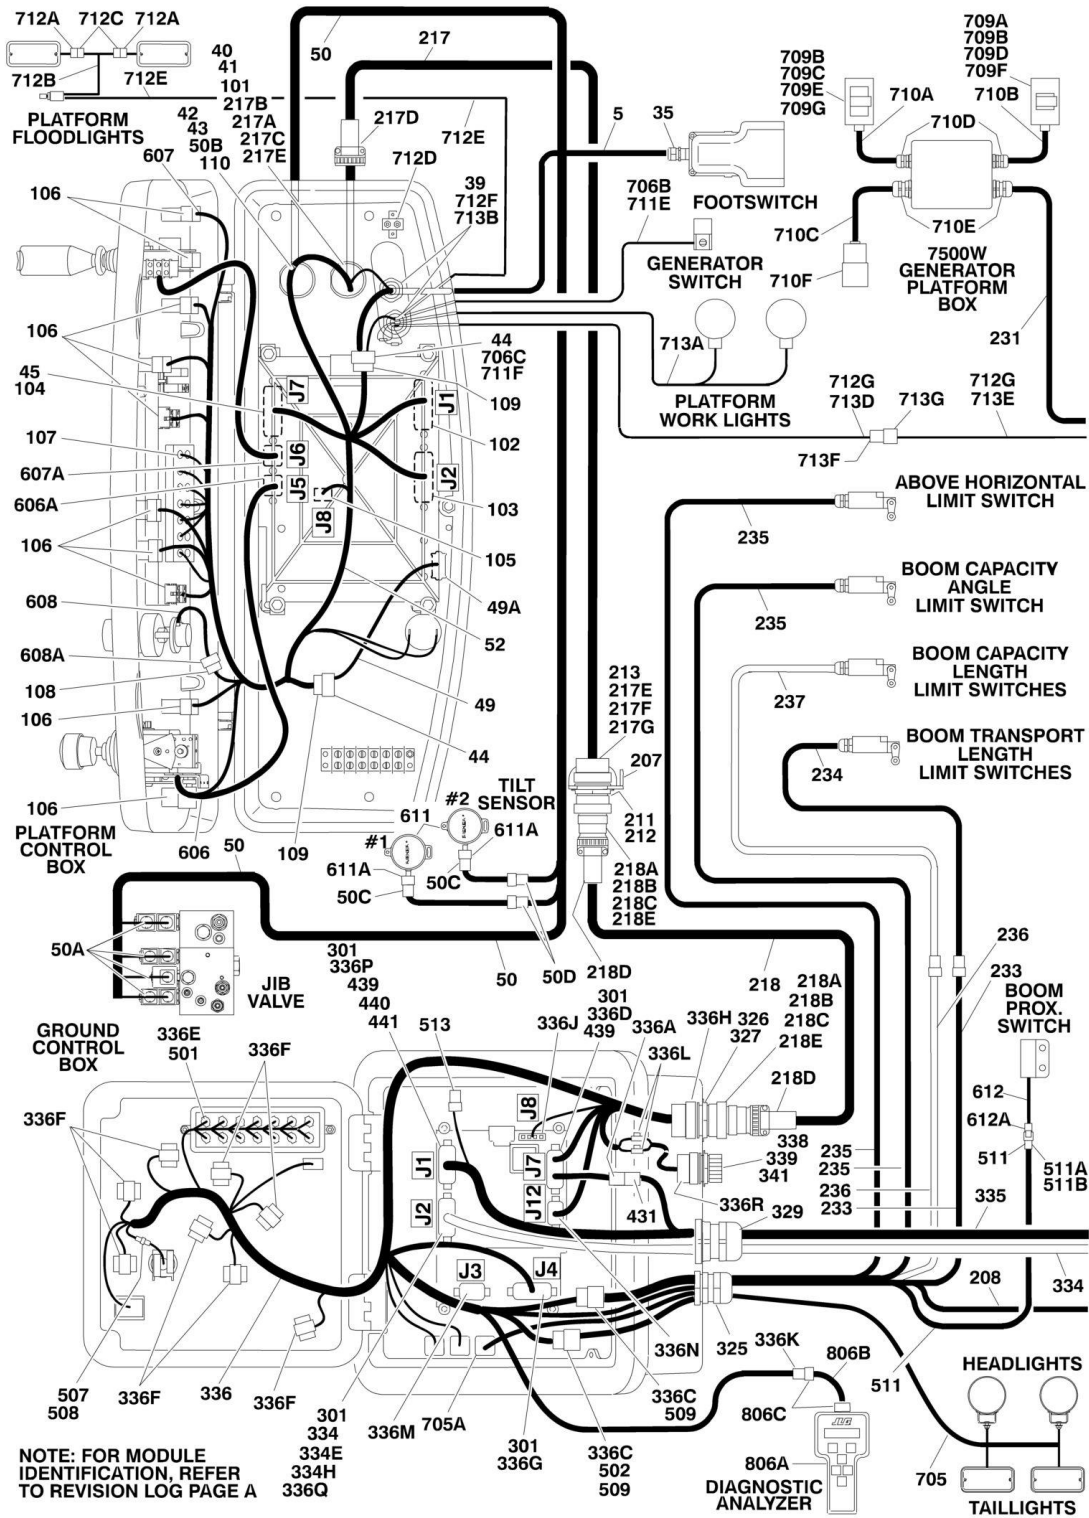 712A
712C
712A
712B
712E
PLATFORM
FLOODLIGHTS
40
41
101
217B
217A
217C
217E
42
43
50B
110
607
50
217
217D
712D
712E
39
712F
713B
5
35
FOOTSWITCH
706B
711E
GENERATOR
SWITCH
709B
709C
709E
709G
710A
709A
709B
709D
709F
710B
710D
710E
710C
710F
7500W
GENERATOR
PLATFORM
BOX
231
106
106
45
104
107
607A
606A
106
608
608A
108
106
106
PLATFORM
CONTROL
BOX
606
J7
J6
J5
J8
J1
J2
44
706C
711F
109
102
103
105
49A
52
49
44
109
713A
PLATFORM
WORK LIGHTS
712G
713D
713G
713F
712G
713E
ABOVE HORIZONTAL
LIMIT SWITCH
235
BOOM CAPACITY
ANGLE
LIMIT SWITCH
235
BOOM CAPACITY
LENGTH
LIMIT SWITCHES
237
BOOM TRANSPORT
LENGTH
LIMIT SWITCHES
234
213
217E
217F
217G
207
211
212
218A
218B
218C
218E
218D
TILT
SENSOR
#2
#1
611
611A
611A
50C
50C
50D
50
50
50A
JIB
VALVE
218
236
233
BOOM
PROX.
SWITCH
612
612A
511
511A
511B
GROUND
CONTROL
BOX
336E
501
336F
336F
301
336P
439
440
441
513
336J
301
336D
439
336A
336L
336H
326
327
218A
218B
218C
218E
218D
338
339
341
336R
431
329
235
235
236
233
335
334
208
J8
J1
J7
J2
J12
J3
J4
336N
325
336K
806B
806C
806A
DIAGNOSTIC
ANALYZER
JLG
511
705
HEADLIGHTS
TAILLIGHTS
507
508
336F
336
336F
301
334
334E
334H
336Q
336M
705A
301
336G
336C
509
336C
502
509
NOTE: FOR MODULE
IDENTIFICATION, REFER
TO REVISION LOG PAGE A